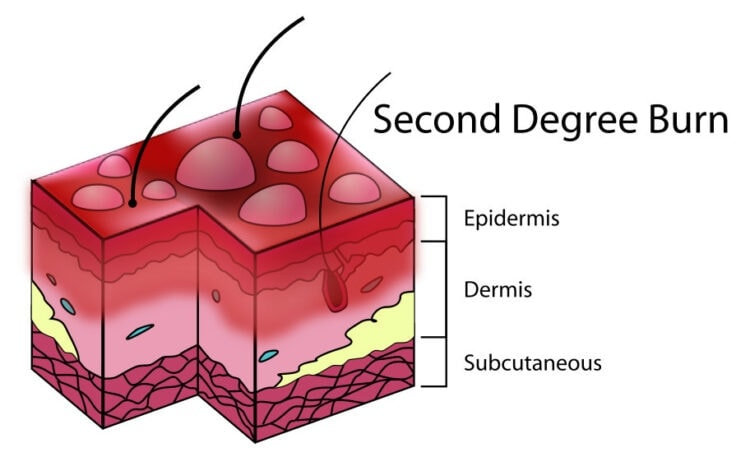 Second Degree Burn
Epidermis
Dermis
Subcutaneous